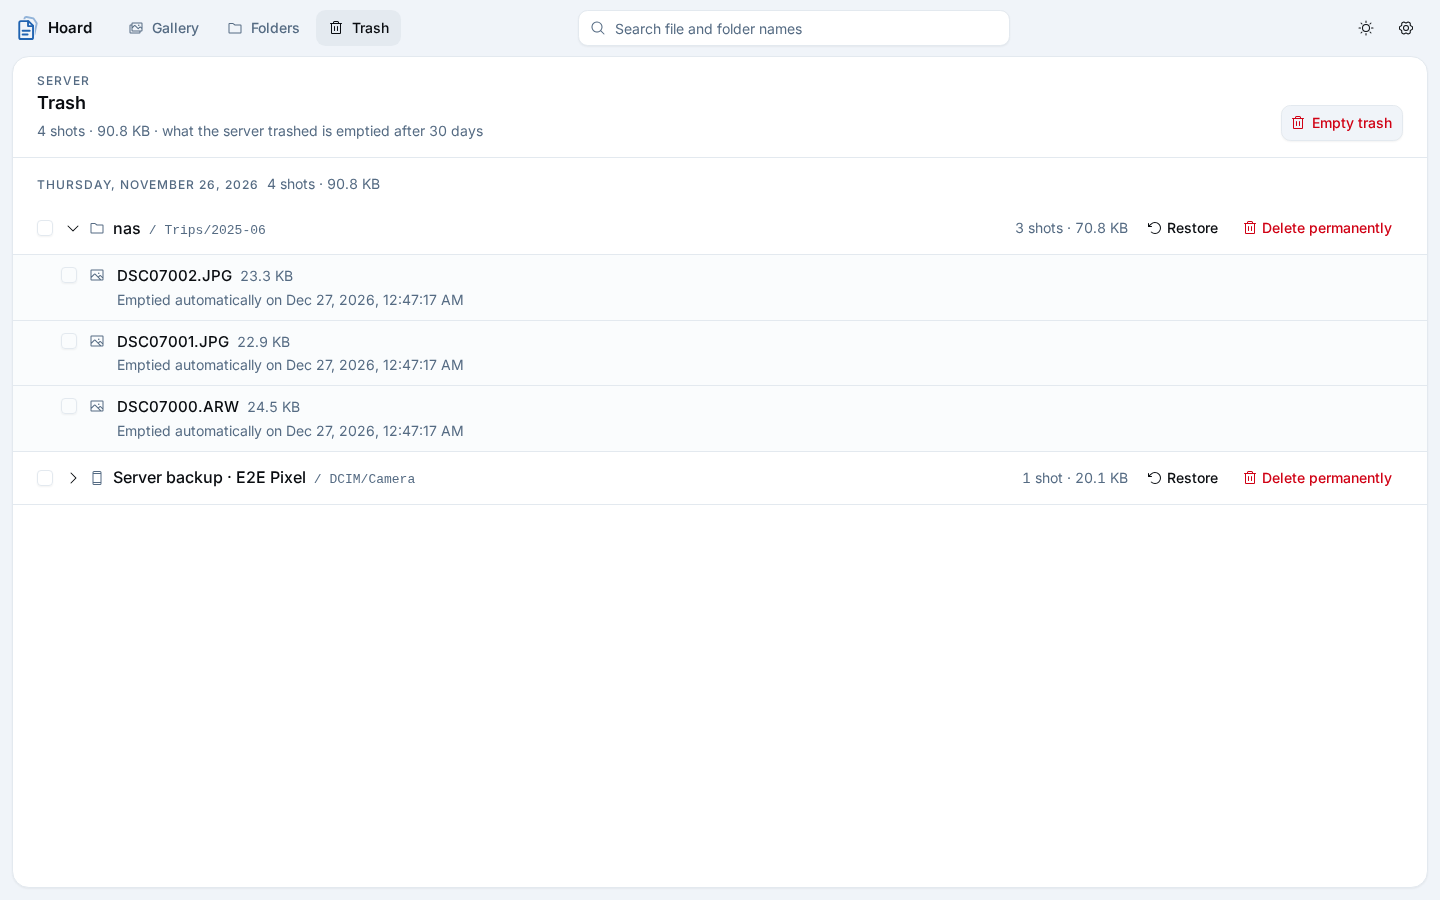 Hoard
Gallery
Folders
Trash
Search file and folder names
SERVER
Trash
4 shots · 90.8 KB · what the server trashed is emptied after 30 days
Empty trash
THURSDAY, NOVEMBER 26, 2026 4 shots · 90.8 KB
nas / Trips/2025-06 3 shots · 70.8 KB Restore Delete permanently
DSC07002.JPG 23.3 KB
Emptied automatically on Dec 27, 2026, 12:47:17 AM
DSC07001.JPG 22.9 KB
Emptied automatically on Dec 27, 2026, 12:47:17 AM
DSC07000.ARW 24.5 KB
Emptied automatically on Dec 27, 2026, 12:47:17 AM
Server backup · E2E Pixel / DCIM/Camera 1 shot · 20.1 KB Restore Delete permanently